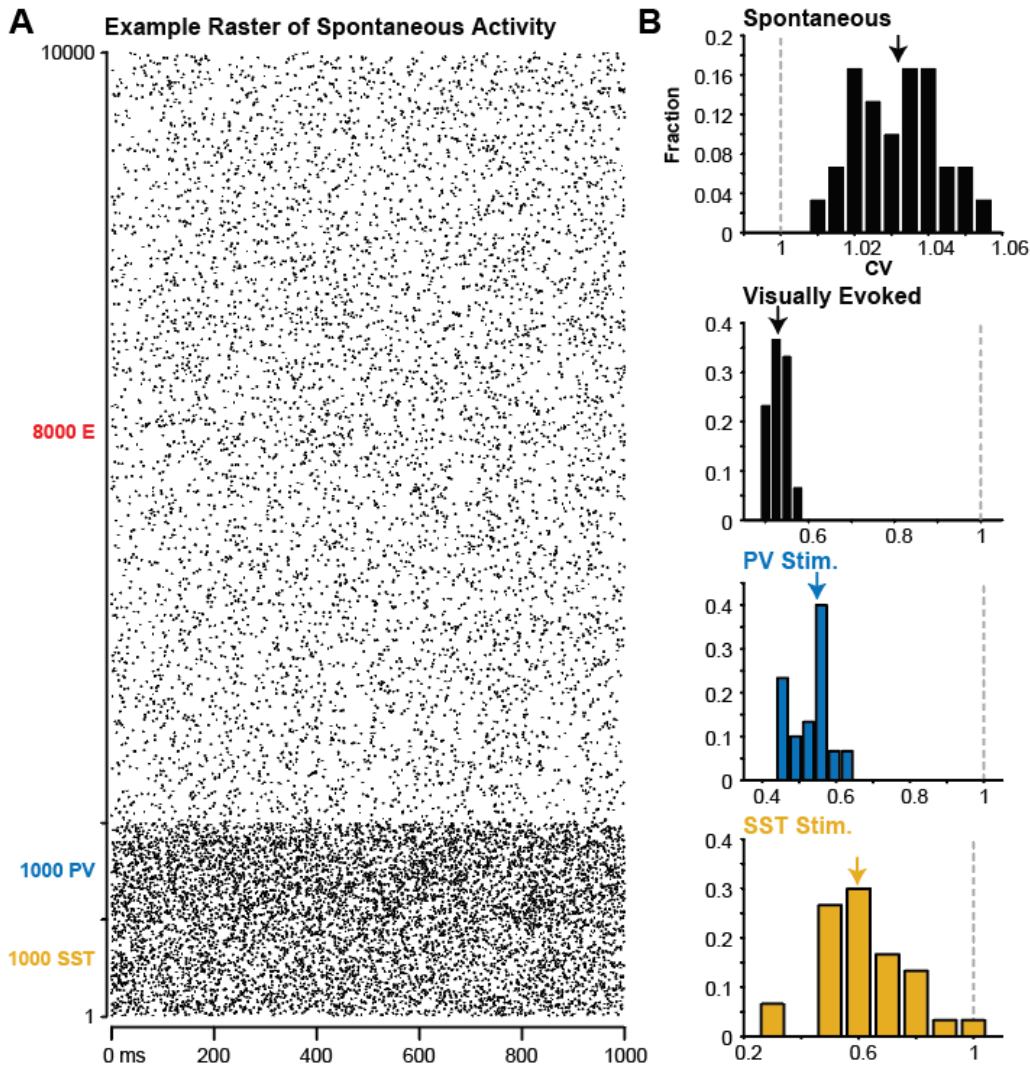 A
Example Raster of Spontaneous Activity
10000
8000 E
1000 PV
1000 SST
1
0 ms 200 400 600 800 1000
B
Spontaneous
0.2
0.16
0.12
0.08
0.04
0
Fraction
1 1.02 1.04 1.06
CV
Visually Evoked
0.4
0.3
0.2
0.1
0
0.6 0.8 1
PV Stim.
0.4
0.3
0.2
0.1
0
0.4 0.6 0.8 1
SST Stim.
0.4
0.3
0.2
0.1
0
0.2 0.6 1